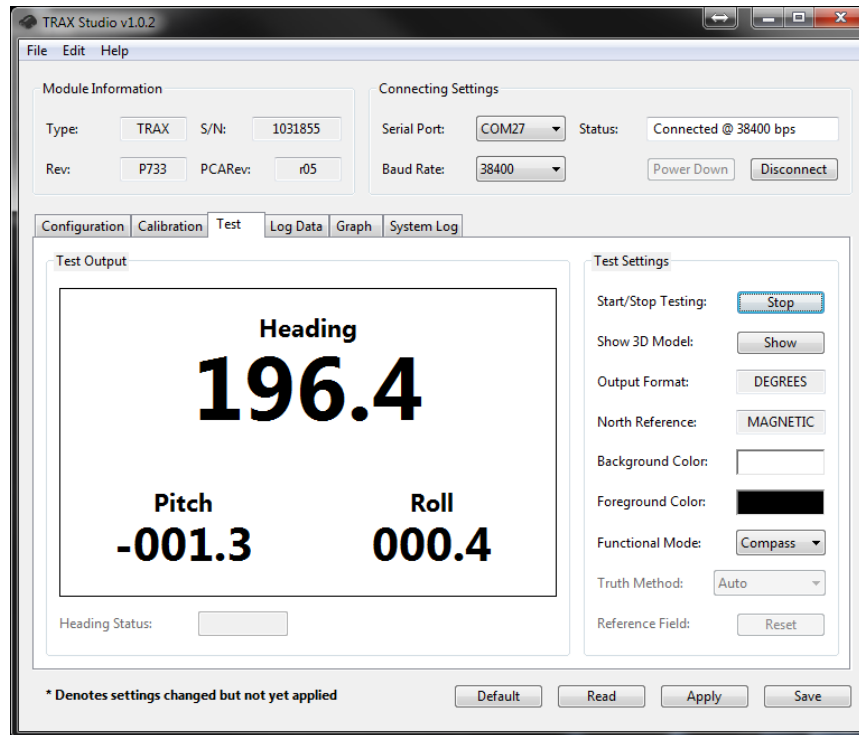 TRAX Studio v1.0.2
File Edit Help
Module Information
Type: TRAX S/N: 1031855
Rev: P733 PCARev: r05
Connecting Settings
Serial Port: COM27 Status: Connected @ 38400 bps
Baud Rate: 38400 Power Down Disconnect
Configuration Calibration Test Log Data Graph System Log
Test Output
Heading
196.4
Pitch Roll
-001.3 000.4
Heading Status:
Test Settings
Start/Stop Testing: Stop
Show 3D Model: Show
Output Format: DEGREES
North Reference: MAGNETIC
Background Color:
Foreground Color:
Functional Mode: Compass
Truth Method: Auto
Reference Field: Reset
* Denotes settings changed but not yet applied Default Read Apply Save